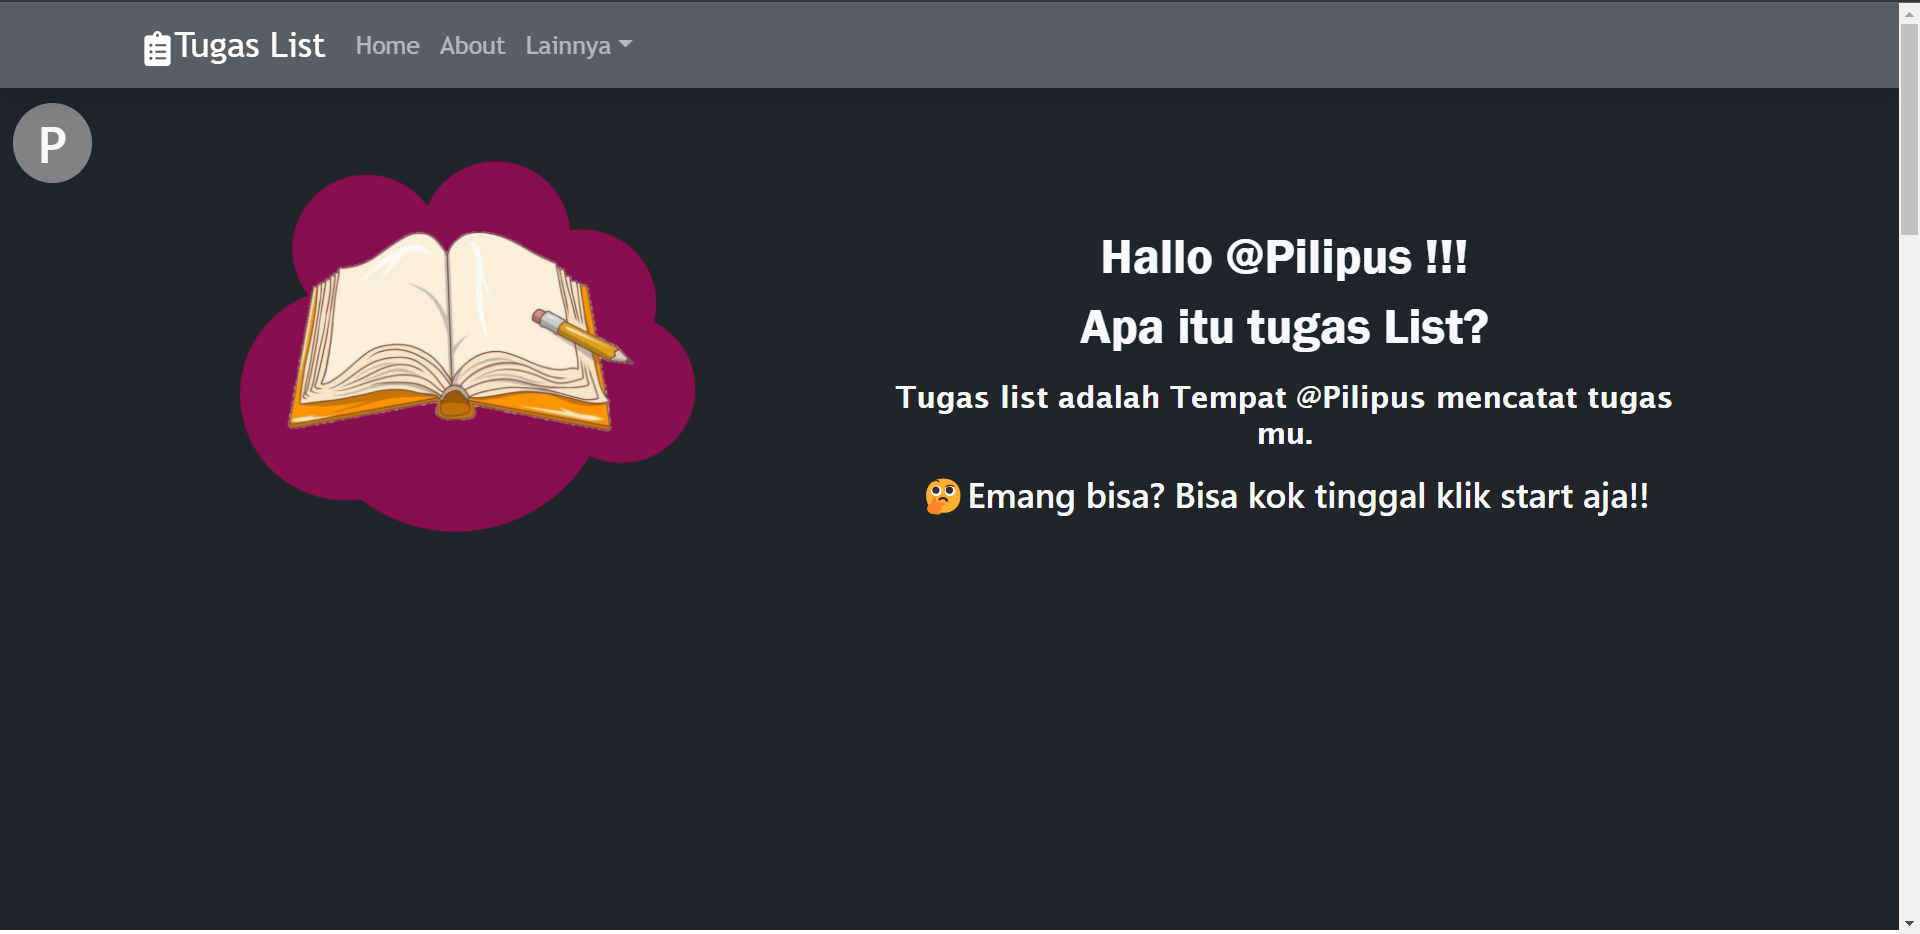 Tugas List Home About Lainnya
P
Hallo @Pilipus !!!
Apa itu tugas List?
Tugas list adalah Tempat @Pilipus mencatat tugas
mu.
🤔Emang bisa? Bisa kok tinggal klik start aja!!